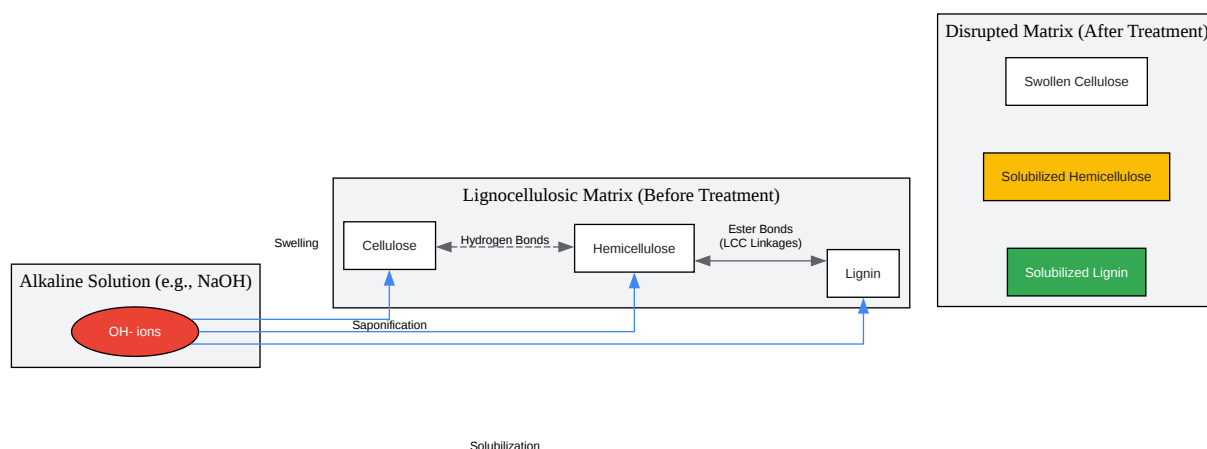 Disrupted Matrix (After Treatment)
Swollen Cellulose
Solubilized Hemicellulose
Solubilized Lignin
Lignocellulosic Matrix (Before Treatment)
Cellulose
Hydrogen Bonds
Hemicellulose
Ester Bonds
(LCC Linkages)
Lignin
Swelling
Alkaline Solution (e.g., NaOH)
OH- ions
Saponification
Solubilization